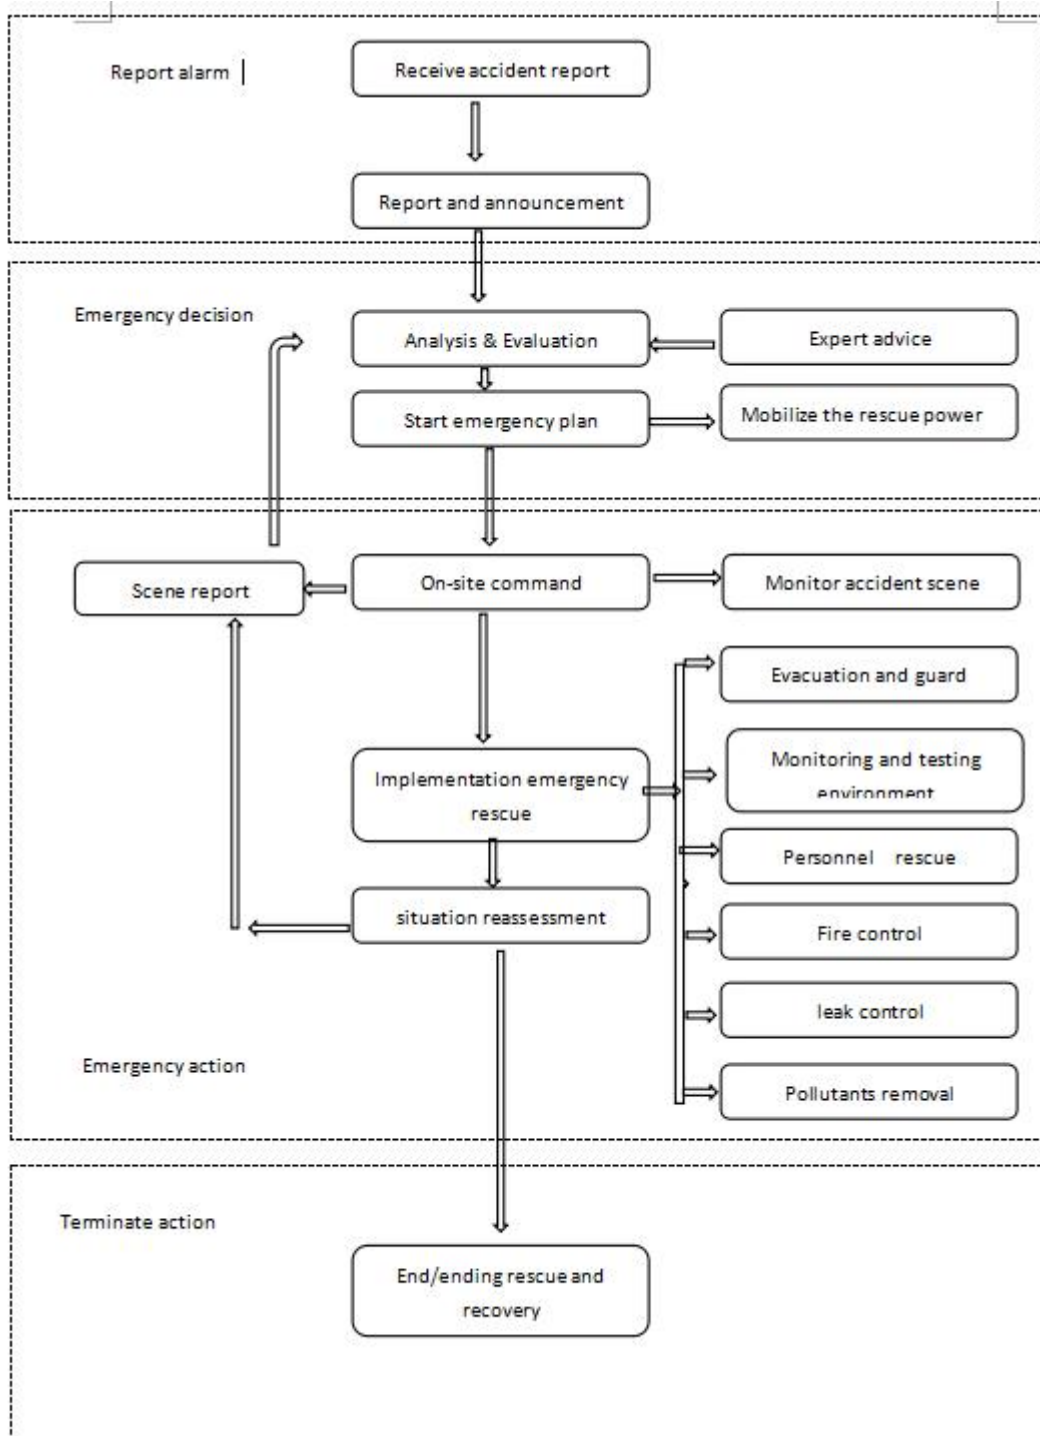 Report alarm
Receive accident report
Report and announcement
Emergency decision
Analysis & Evaluation
Expert advice
Start emergency plan
Mobilize the rescue power
Scene report
On-site command
Monitor accident scene
Evacuation and guard
Implementation emergency
rescue
Monitoring and testing
environment
Personnel rescue
situation reassessment
Fire control
leak control
Emergency action
Pollutants removal
Terminate action
End/ending rescue and
recovery